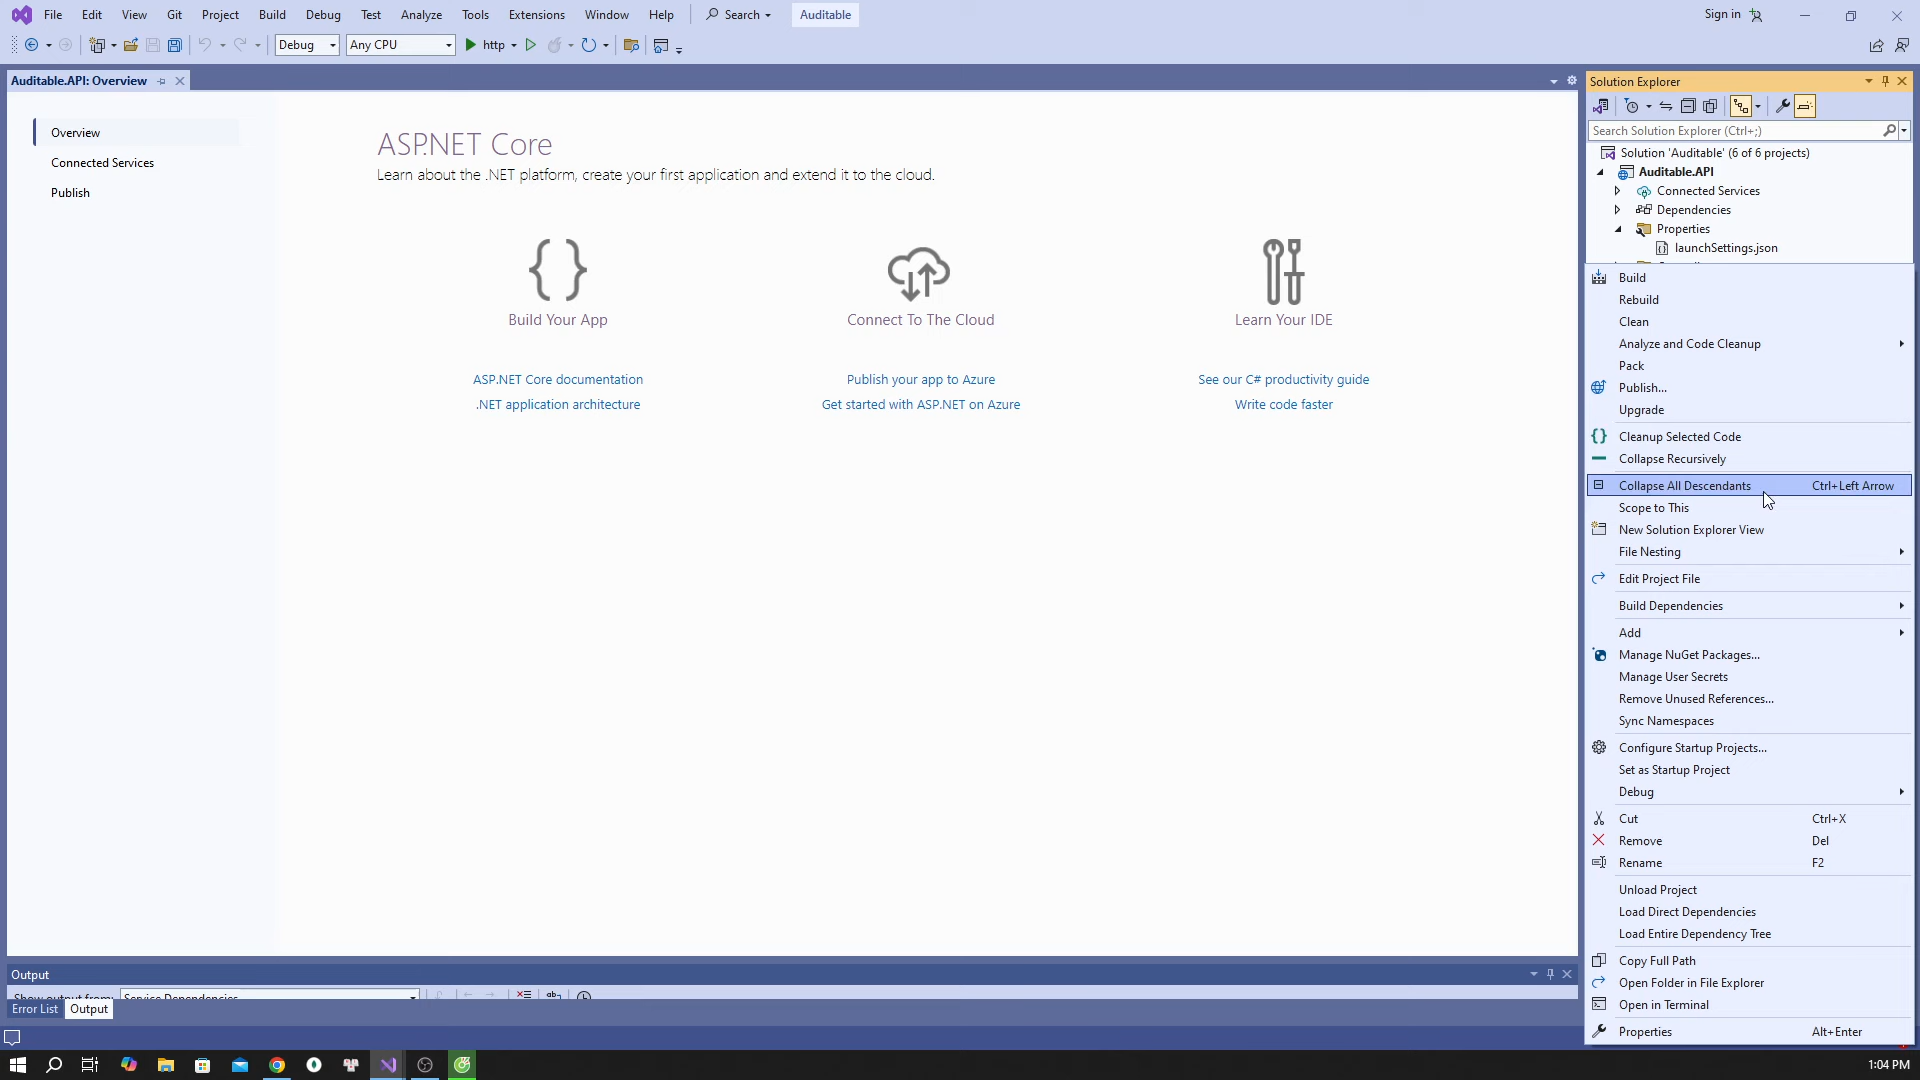 File Edit View Git Project Build Debug Test Analyze Tools Extensions Window Help Search Auditable Sign in
Debug Any CPU http
Auditable.API: Overview
Solution Explorer
Search Solution Explorer (Ctrl+;)
Overview
Connected Services
Publish
ASP.NET Core
Learn about the .NET platform, create your first application and extend it to the cloud.
Build Your App
ASP.NET Core documentation
.NET application architecture
Connect To The Cloud
Publish your app to Azure
Get started with ASP.NET on Azure
Learn Your IDE
See our C# productivity guide
Write code faster
Solution 'Auditable' (6 of 6 projects)
Auditable.API
Connected Services
Dependencies
Properties
launchSettings.json
Build
Rebuild
Clean
Analyze and Code Cleanup
Pack
Publish...
Upgrade
Cleanup Selected Code
Collapse Recursively
Collapse All Descendants Ctrl+Left Arrow
Scope to This
New Solution Explorer View
File Nesting
Edit Project File
Build Dependencies
Add
Manage NuGet Packages...
Manage User Secrets
Remove Unused References...
Sync Namespaces
Configure Startup Projects...
Set as Startup Project
Debug
Cut Ctrl+X
Remove Del
Rename F2
Unload Project
Load Direct Dependencies
Load Entire Dependency Tree
Copy Full Path
Open Folder in File Explorer
Open in Terminal
Properties Alt+Enter
Output
Show output from: Service Dependencies
Error List Output
1:04 PM